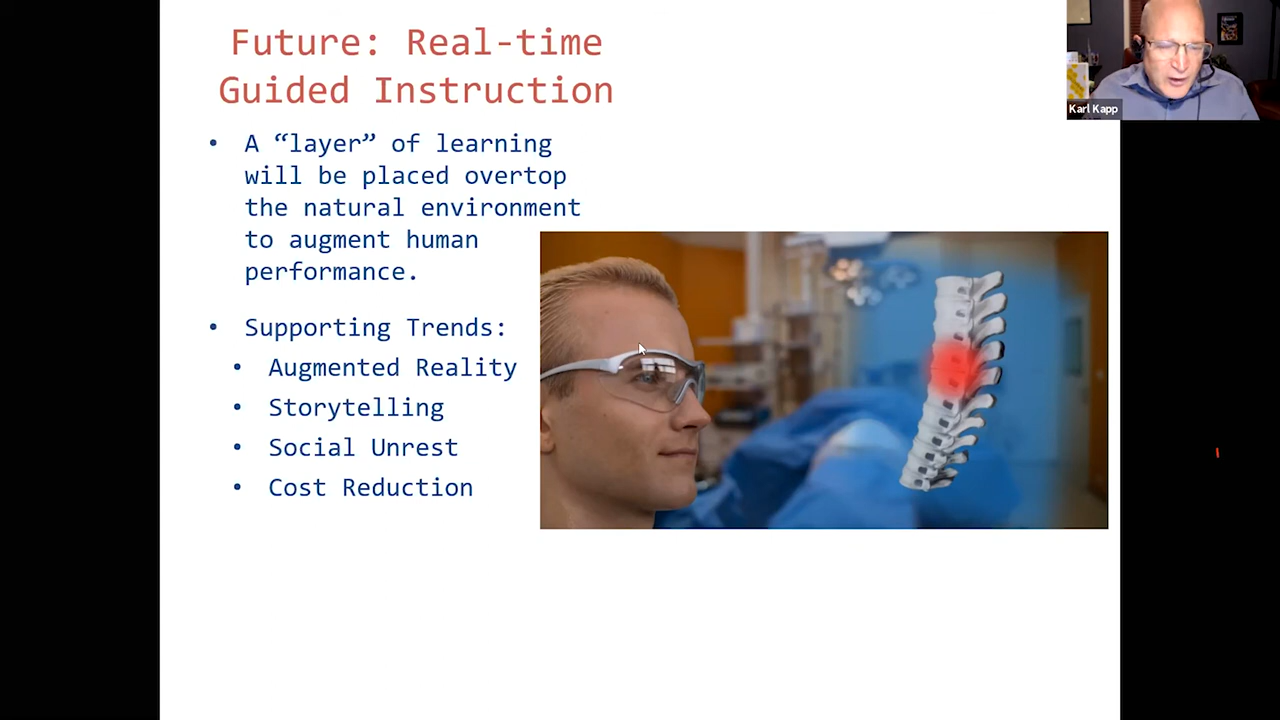 Future: Real-time
Guided Instruction
Karl Kapp
• A “layer” of learning
will be placed overtop
the natural environment
to augment human
performance.
• Supporting Trends:
• Augmented Reality
• Storytelling
• Social Unrest
• Cost Reduction